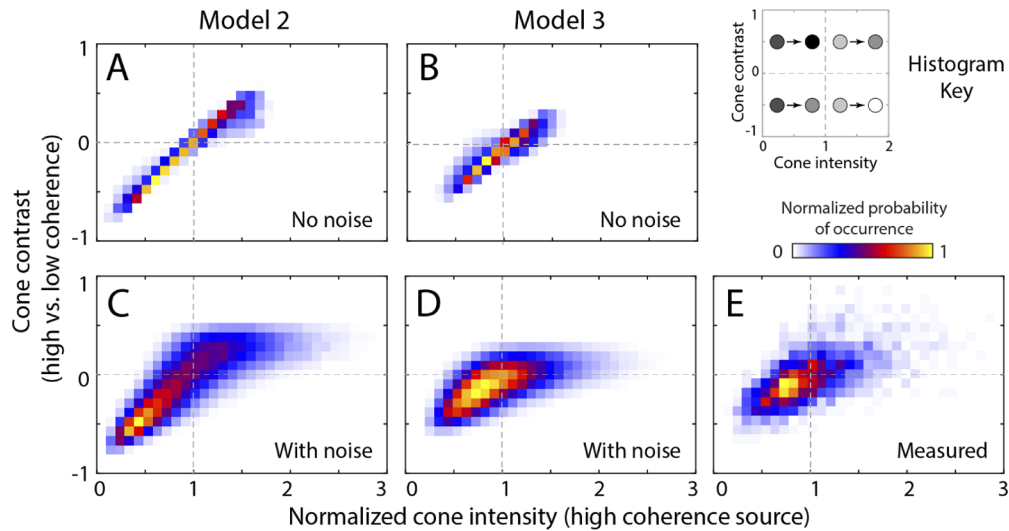 Model 2
Model 3
Cone contrast
(high vs. low coherence)
1
0
-1
A
No noise
B
No noise
Cone contrast
1
0
-1
0
1
2
Cone intensity
Histogram
Key
Normalized probability
of occurrence
0
1
1
0
-1
C
With noise
D
With noise
E
Measured
0
1
2
3
0
1
2
3
0
1
2
3
Normalized cone intensity (high coherence source)